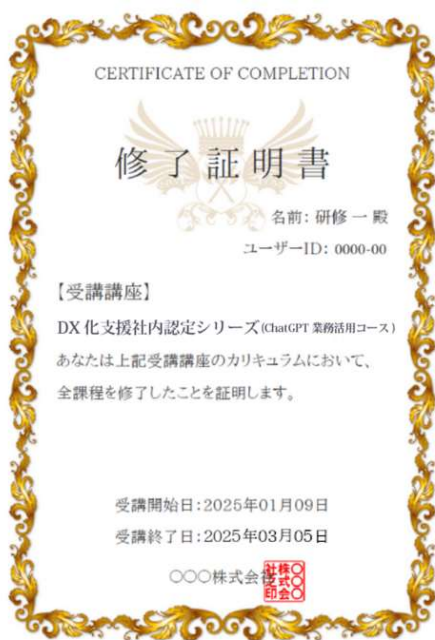 CERTIFICATE OF COMPLETION
修了証明書
名前: 研修 一 殿
ユーザーID: 0000-00
【受講講座】
DX 化支援社内認定シリーズ(ChatGPT 業務活用コース)
あなたは上記受講講座のカリキュラムにおいて、
全課程を修了したことを証明します。
受講開始日:2025年01月09日
受講終了日:2025年03月05日
〇〇〇株式会社
〇〇〇株式会社之印